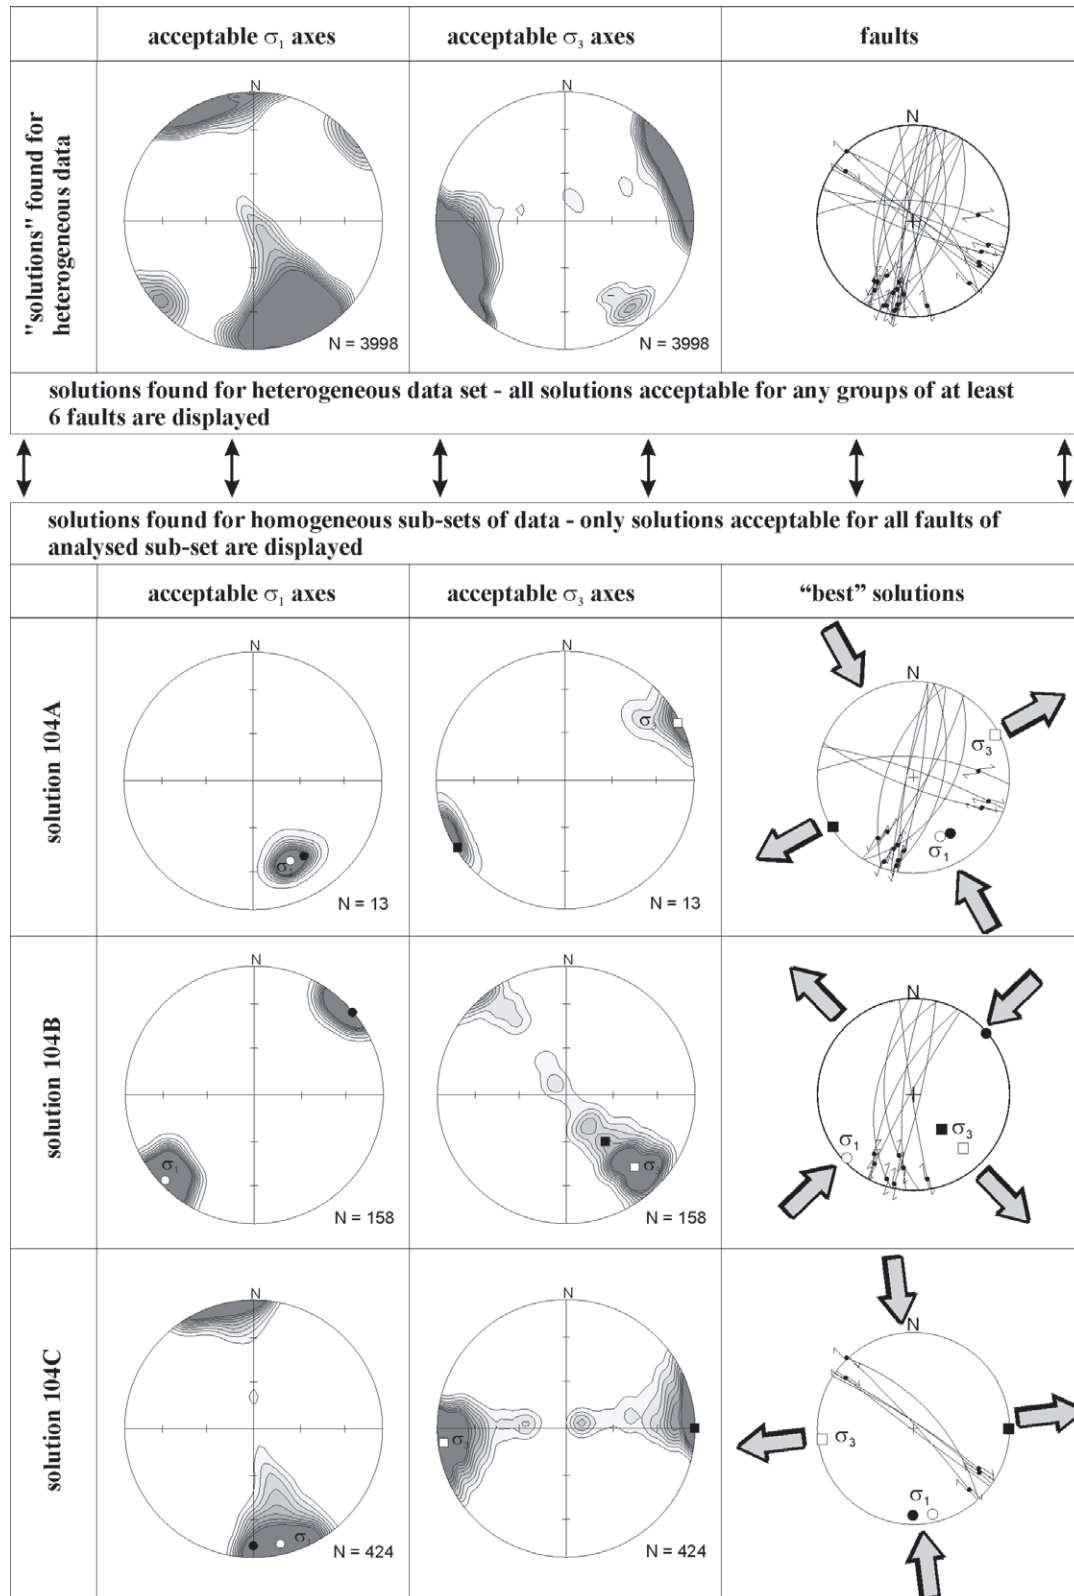 acceptable σ1 axes
acceptable σ3 axes
faults
"solutions" found for
heterogeneous data
N
N = 3998
N
N = 3998
N
solutions found for heterogeneous data set - all solutions acceptable for any groups of at least
6 faults are displayed
solutions found for homogeneous sub-sets of data - only solutions acceptable for all faults of
analysed sub-set are displayed
acceptable σ1 axes
acceptable σ3 axes
“best” solutions
solution 104A
N
N = 13
N
N = 13
N
σ3
σ1
solution 104B
N
σ1
N = 158
N
σ3
N = 158
N
σ1
σ3
solution 104C
N
σ1
N = 424
N
σ3
N = 424
N
σ3
σ1